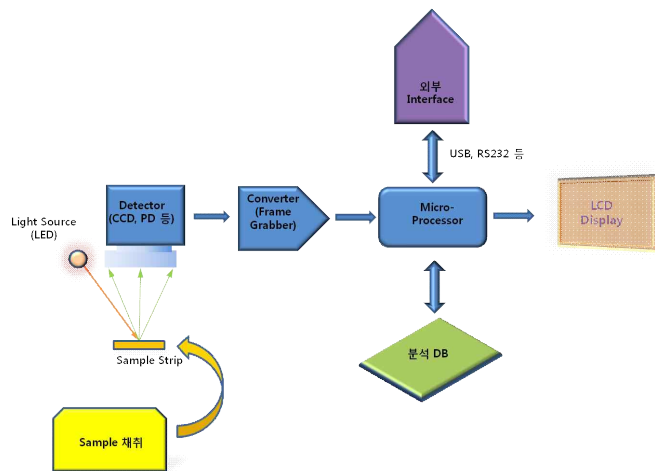 외부
Interface
USB, RS232 등
Detector
(CCD, PD 등)
Converter
(Frame
Grabber)
Micro-
Processor
LCD
Display
Light Source
(LED)
Sample Strip
분석 DB
Sample 채취